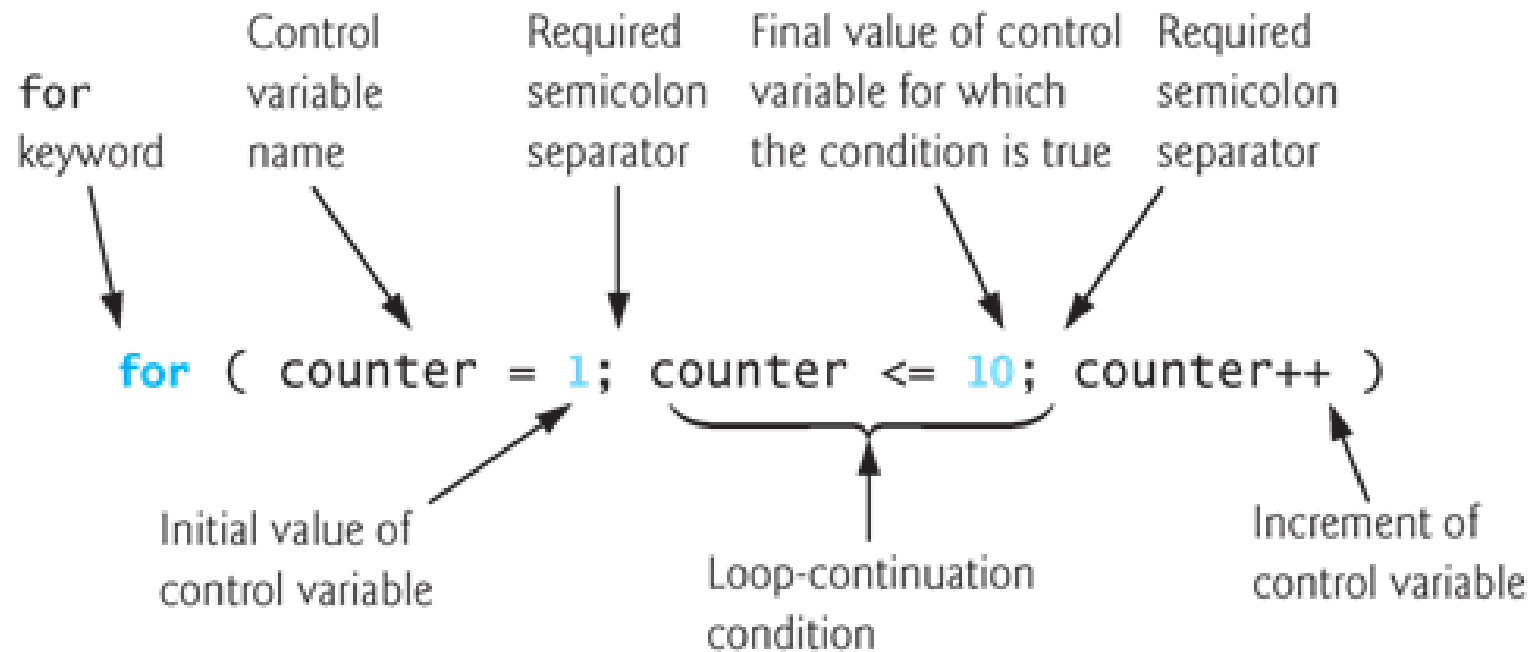 for
keyword
Control
variable
name
Required
semicolon
separator
Final value of control
variable for which
the condition is true
Required
semicolon
separator
for ( counter = 1; counter <= 10; counter++ )
Initial value of
control variable
Loop-continuation
condition
Increment of
control variable